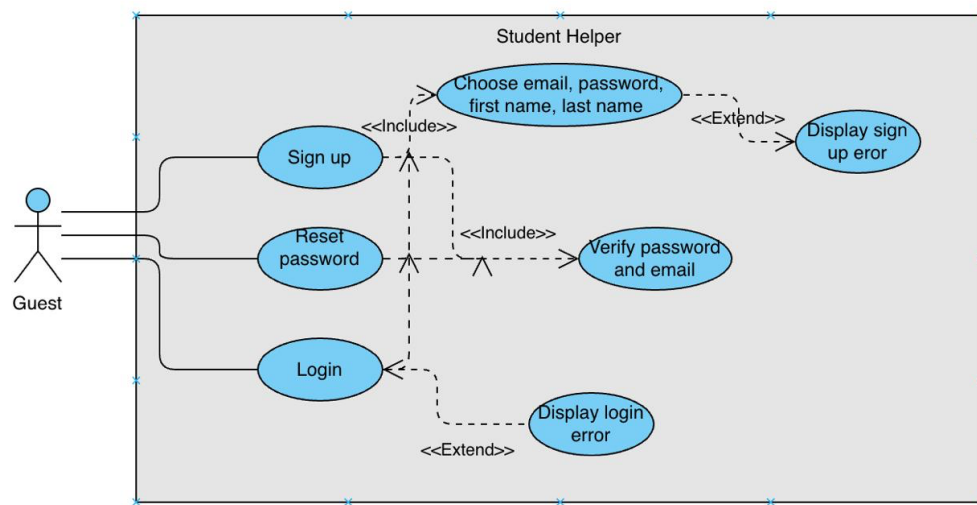 Student Helper
Choose email, password,
first name, last name
<<Include>>
<<Extend>>
Display sign
up eror
Sign up
Reset
password
<<Include>>
Verify password
and email
Guest
Login
Display login
error
<<Extend>>